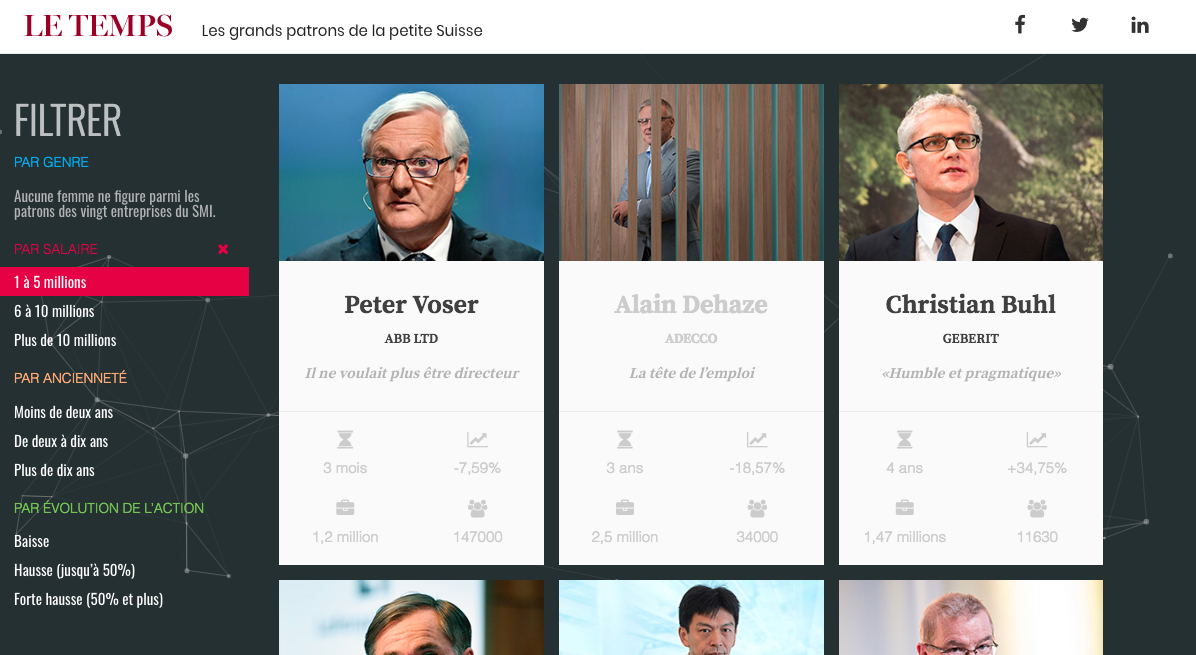 LE TEMPS
Les grands patrons de la petite Suisse
FILTRER
PAR GENRE
Aucune femme ne figure parmi les
patrons des vingt entreprises du SMI.
PAR SALAIRE
1 à 5 millions
6 à 10 millions
Plus de 10 millions
PAR ANCIENNETÉ
Moins de deux ans
De deux à dix ans
Plus de dix ans
PAR ÉVOLUTION DE L'ACTION
Baisse
Hausse (jusqu'à 50%)
Forte hausse (50% et plus)
Peter Voser
ABB LTD
Il ne voulait plus être directeur
3 mois
-7,59%
1,2 million
147000
Alain Dehaze
ADECCO
La tête de l'emploi
3 ans
-18,57%
2,5 million
34000
Christian Buhl
GEBERIT
«Humble et pragmatique»
4 ans
+34,75%
1,47 millions
11630